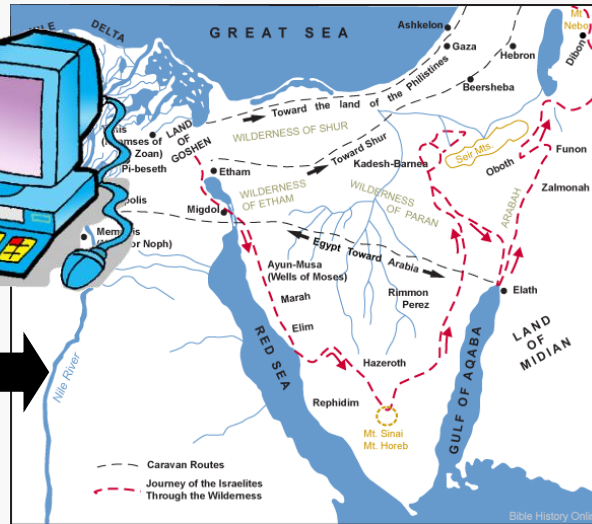 DELTA
GREAT SEA
Ashkelon
Gaza
Hebron
Beersheba
Mt
Nebo
Dibon
LAND
OF
GOSHEN
Toward the land of the Philistines
WILDERNESS OF SHUR
Toward Shur
Pi-beseth
Etham
WILDERNESS
OF ETHAM
Kadesh-Barnea
WILDERNESS
OF PARAN
Seir Mts.
Oboth
Funon
Zalmonah
ARABAH
Migdol
Egypt Toward Arabia
Ayun-Musa
(Wells of Moses)
Marah
Elim
Rimmon
Perez
Elath
LAND
OF
MIDIAN
RED SEA
Hazeroth
GULF OF AQABA
Rephidim
Mt. Sinai
Mt. Horeb
Nile River
Caravan Routes
Journey of the Israelites
Through the Wilderness
or Noph)
Zoan)
Bible History Onlin